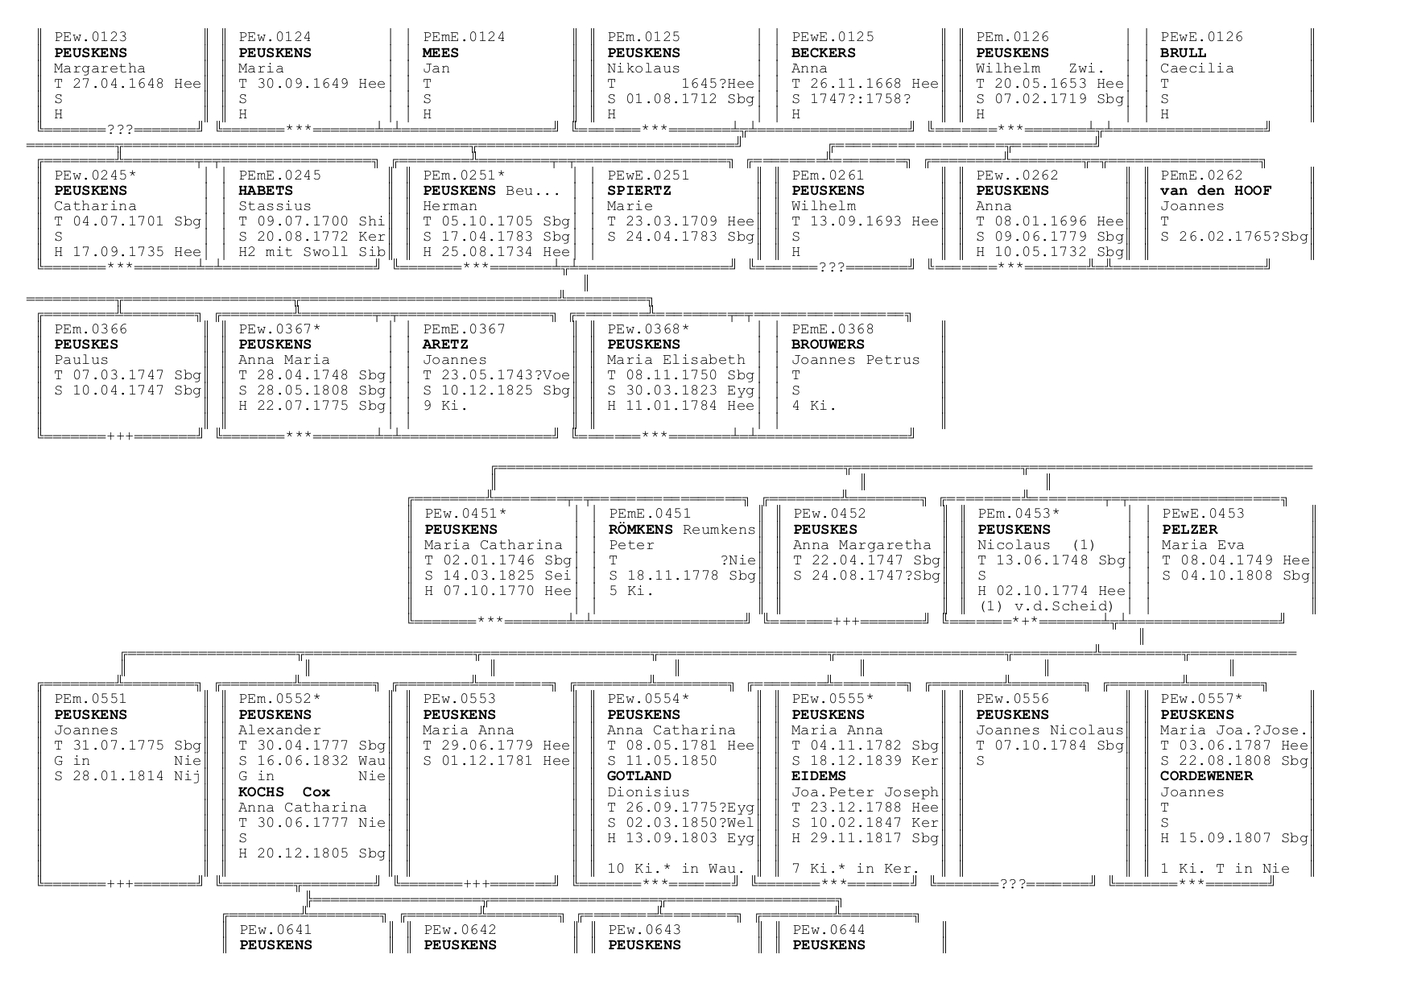 PEw.0123 PEw.0124 PEmE.0124 PEm.0125 PEwE.0125 PEm.0126 PEwE.0126
PEUSKENS PEUSKENS MEES PEUSKENS BECKERS PEUSKENS BRULL
Margaretha Maria Jan Nikolaus Anna Wilhelm Zwi. Caecilia
T 27.04.1648 Hee T 30.09.1649 Hee T T 1645?Hee T 26.11.1668 Hee T 20.05.1653 Hee T
S S S S 01.08.1712 Sbg S 1747?:1758? S 07.02.1719 Sbg S
H H H H H H H
??? *** *** ***
PEw.0245* PEmE.0245 PEm.0251* PEwE.0251 PEm.0261 PEw..0262 PEmE.0262
PEUSKENS HABETS PEUSKENS Beu... SPIERTZ PEUSKENS PEUSKENS van den HOOF
Catharina Stassius Herman Marie Wilhelm Anna Joannes
T 04.07.1701 Sbg T 09.07.1700 Shi T 05.10.1705 Sbg T 23.03.1709 Hee T 13.09.1693 Hee T 08.01.1696 Hee T
S S 20.08.1772 Ker S 17.04.1783 Sbg S 24.04.1783 Sbg S S 09.06.1779 Sbg S 26.02.1765?Sbg
H 17.09.1735 Hee H2 mit Swoll Sib H 25.08.1734 Hee H H 10.05.1732 Sbg
*** *** ??? ***
PEm.0366 PEw.0367* PEmE.0367 PEw.0368* PEmE.0368
PEUSKES PEUSKENS ARETZ PEUSKENS BROUWERS
Paulus Anna Maria Joannes Maria Elisabeth Joannes Petrus
T 07.03.1747 Sbg T 28.04.1748 Sbg T 23.05.1743?Voe T 08.11.1750 Sbg T
S 10.04.1747 Sbg S 28.05.1808 Sbg S 10.12.1825 Sbg S 30.03.1823 Eyg S
H 22.07.1775 Sbg 9 Ki. H 11.01.1784 Hee 4 Ki.
+++ *** ***
PEw.0451* PEmE.0451 PEw.0452 PEm.0453* PEwE.0453
PEUSKENS RÖMKENS Reumkens PEUSKES PEUSKENS PELZER
Maria Catharina Peter Anna Margaretha Nicolaus (1) Maria Eva
T 02.01.1746 Sbg T ?Nie T 22.04.1747 Sbg T 13.06.1748 Sbg T 08.04.1749 Hee
S 14.03.1825 Sei S 18.11.1778 Sbg S 24.08.1747?Sbg S S 04.10.1808 Sbg
H 07.10.1770 Hee 5 Ki. H 02.10.1774 Hee
(1) v.d.Scheid)
*** +++ *+*
PEm.0551 PEm.0552* PEw.0553 PEw.0554* PEw.0555* PEw.0556 PEw.0557*
PEUSKENS PEUSKENS PEUSKENS PEUSKENS PEUSKENS PEUSKENS PEUSKENS
Joannes Alexander Maria Anna Anna Catharina Maria Anna Joannes Nicolaus Maria Joa.?Jose.
T 31.07.1775 Sbg T 30.04.1777 Sbg T 29.06.1779 Hee T 08.05.1781 Hee T 04.11.1782 Sbg T 07.10.1784 Sbg T 03.06.1787 Hee
G in Nie S 16.06.1832 Wau S 01.12.1781 Hee S 11.05.1850 S 18.12.1839 Ker S S 22.08.1808 Sbg
S 28.01.1814 Nij G in Nie GOTLAND EIDEMS CORDEWENER
KOCHS Cox Dionisius Joa.Peter Joseph Joannes
Anna Catharina T 26.09.1775?Eyg T 23.12.1788 Hee T
T 30.06.1777 Nie S 02.03.1850?Wel S 10.02.1847 Ker S
S H 13.09.1803 Eyg H 29.11.1817 Sbg H 15.09.1807 Sbg
H 20.12.1805 Sbg
10 Ki.* in Wau. 7 Ki.* in Ker. 1 Ki. T in Nie
+++ +++ *** *** ??? ***
PEw.0641 PEw.0642 PEw.0643 PEw.0644
PEUSKENS PEUSKENS PEUSKENS PEUSKENS